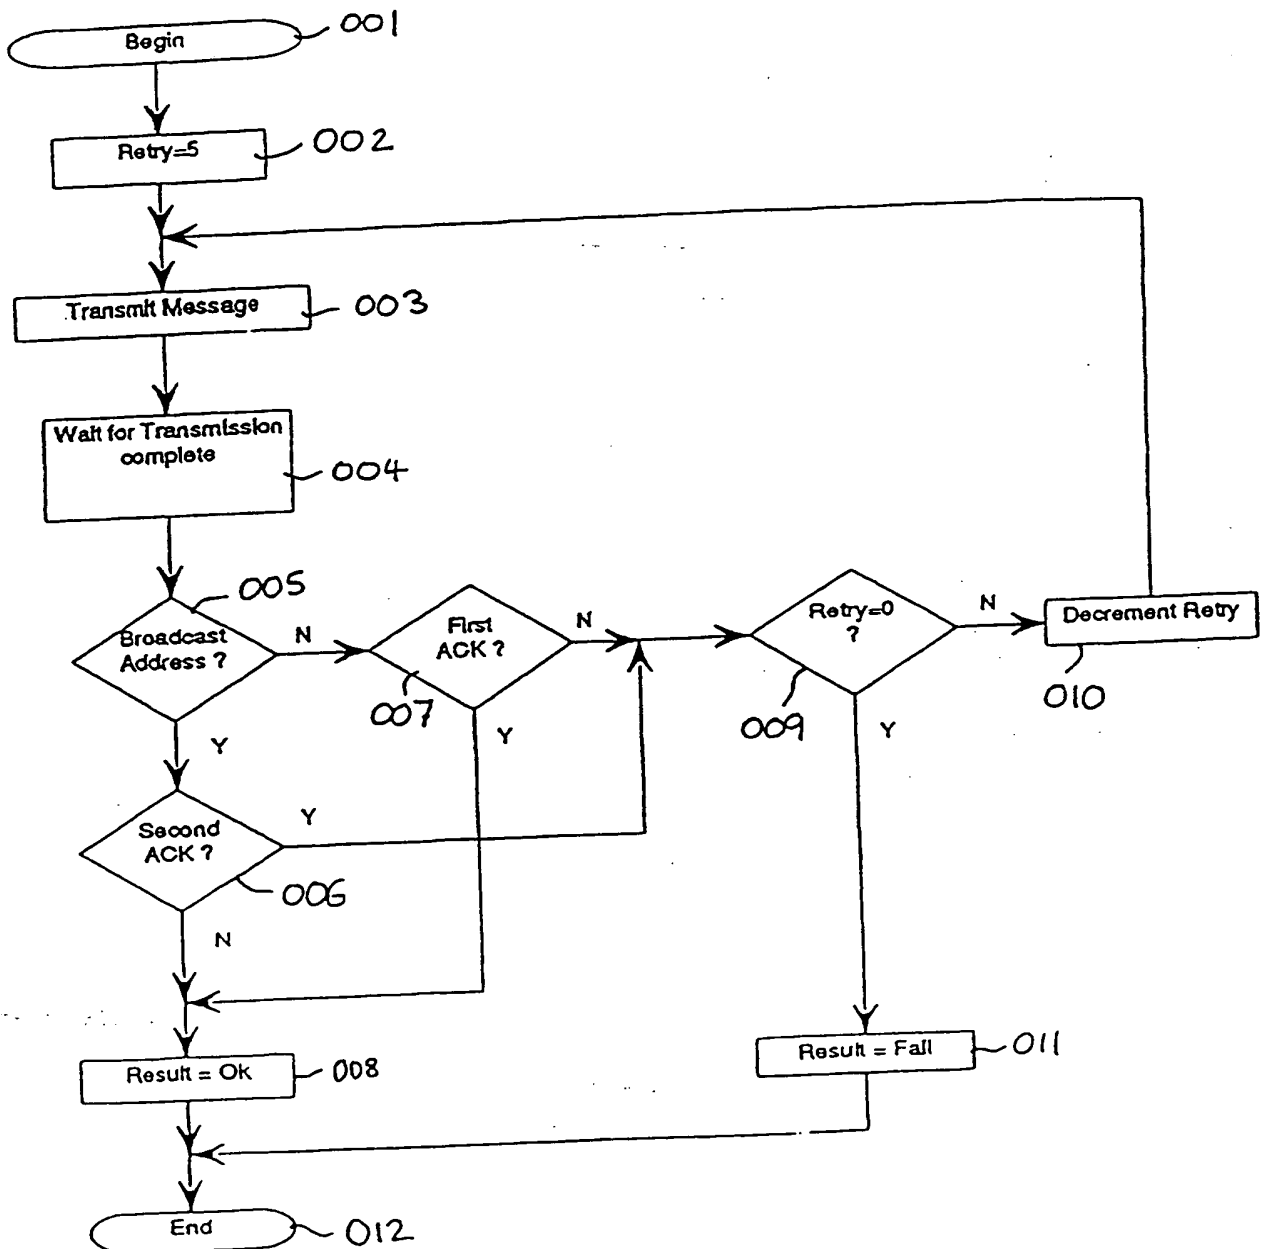 Begin
001
Retry=5
002
Transmit Message
003
Wait for Transmission
complete
004
005
Broadcast
Address ?
N
First
ACK ?
007
N
Retry=0
?
009
N
Decrement Retry
010
Y
Y
Y
Second
ACK ?
Y
006
N
Result = Ok
008
Result = Fail
011
End
012